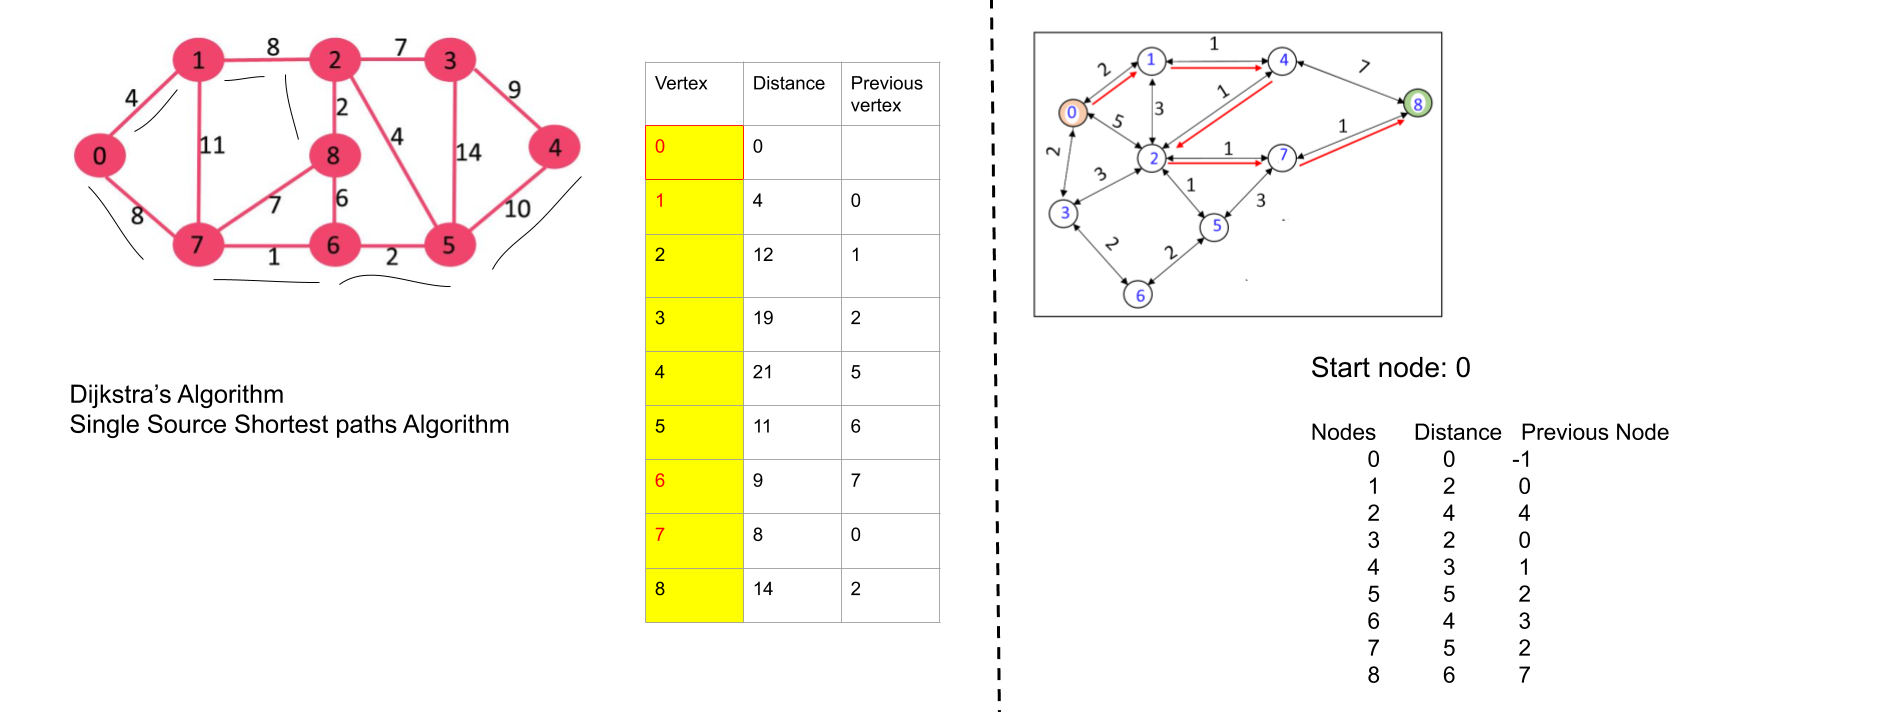 8
7
1
2
3
4
9
2
11
4
14
0
8
4
7
6
8
10
7
6
5
1
2
Dijkstra’s Algorithm
Single Source Shortest paths Algorithm
Vertex Distance Previous vertex
0 0
1 4 0
2 12 1
3 19 2
4 21 5
5 11 6
6 9 7
7 8 0
8 14 2
1
1
4
2
7
1
8
0
3
5
1
2
1
2
7
3
1
3
3
5
2
2
6
Start node: 0
Nodes Distance Previous Node
0 0 -1
1 2 0
2 4 4
3 2 0
4 3 1
5 5 2
6 4 3
7 5 2
8 6 7